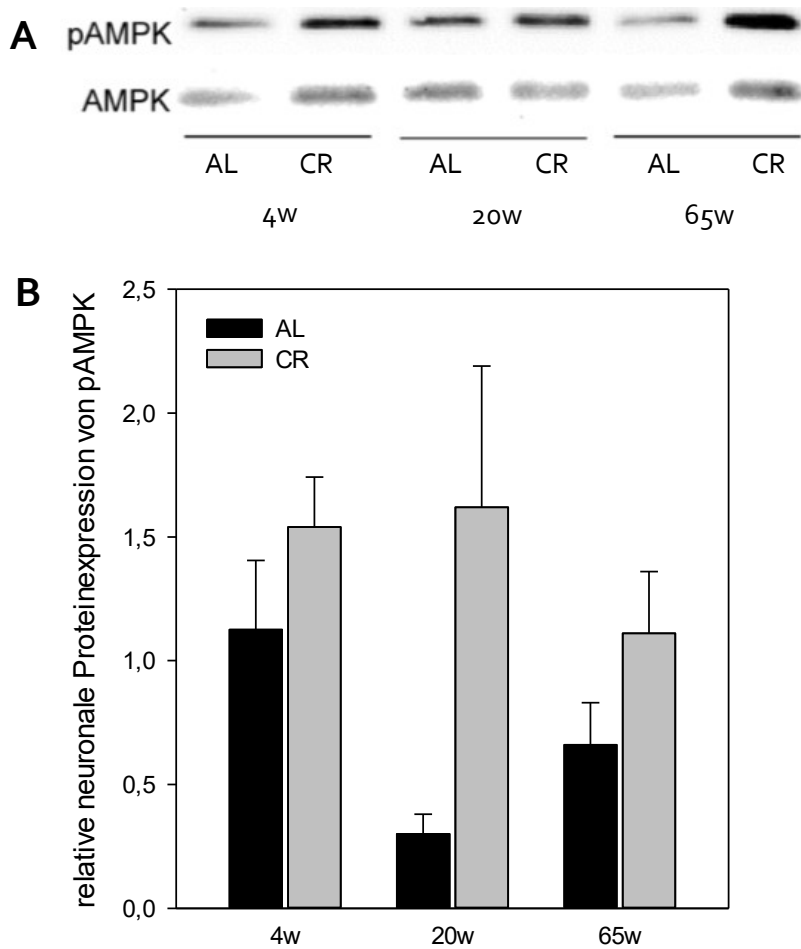 A
pAMPK
AMPK
AL CR AL CR AL CR
4w 20w 65w
B
relative neuronale Proteinexpression von pAMPK
2,5
2,0
1,5
1,0
0,5
0,0
AL
CR
4w 20w 65w